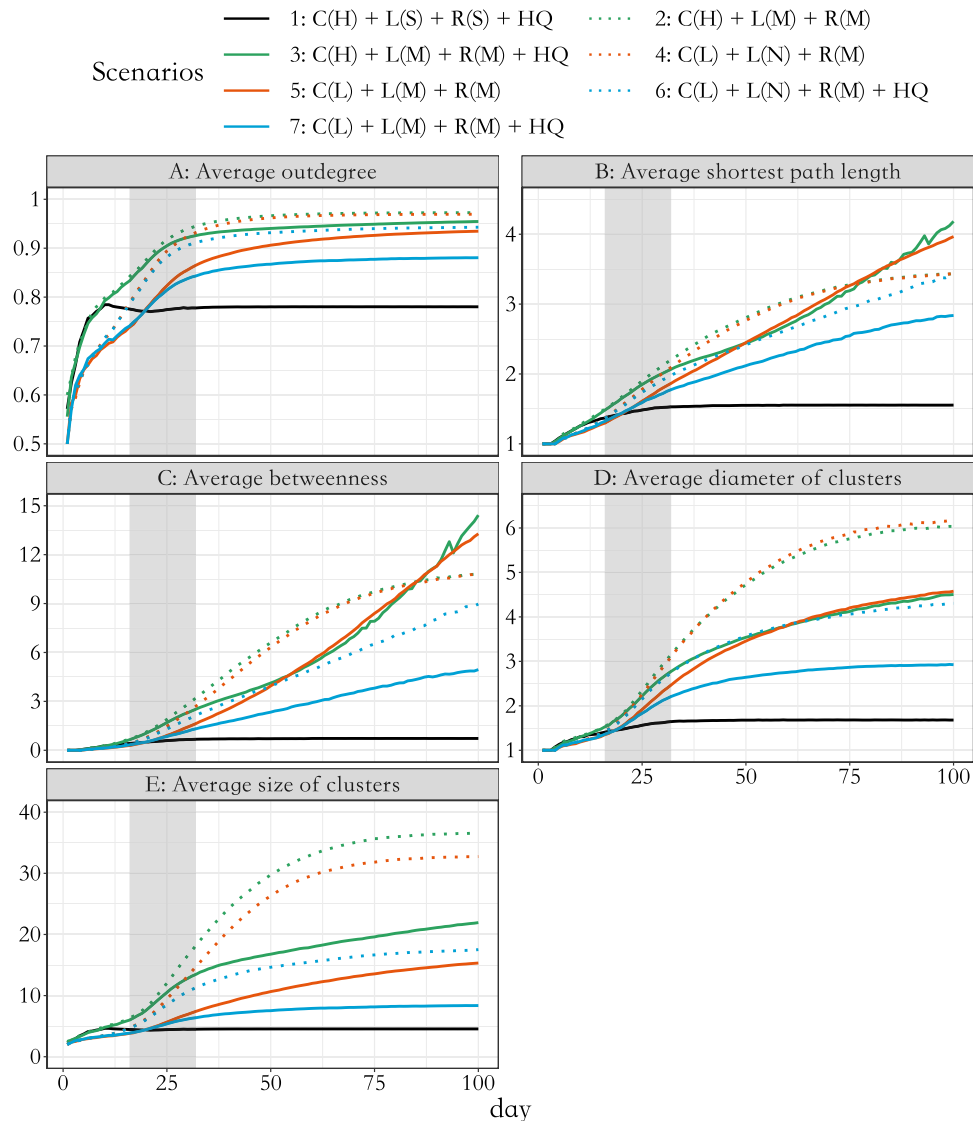 1: C(H) + L(S) + R(S) + HQ
2: C(H) + L(M) + R(M)
3: C(H) + L(M) + R(M) + HQ
4: C(L) + L(N) + R(M)
Scenarios
5: C(L) + L(M) + R(M)
6: C(L) + L(N) + R(M) + HQ
7: C(L) + L(M) + R(M) + HQ
A: Average outdegree
1
0.9
0.8
0.7
0.6
0.5
B: Average shortest path length
4
3
2
1
C: Average betweenness
15
12
9
6
3
0
D: Average diameter of clusters
6
5
4
3
2
1
0 25 50 75 100
E: Average size of clusters
40
30
20
10
0
0 25 50 75 100
day